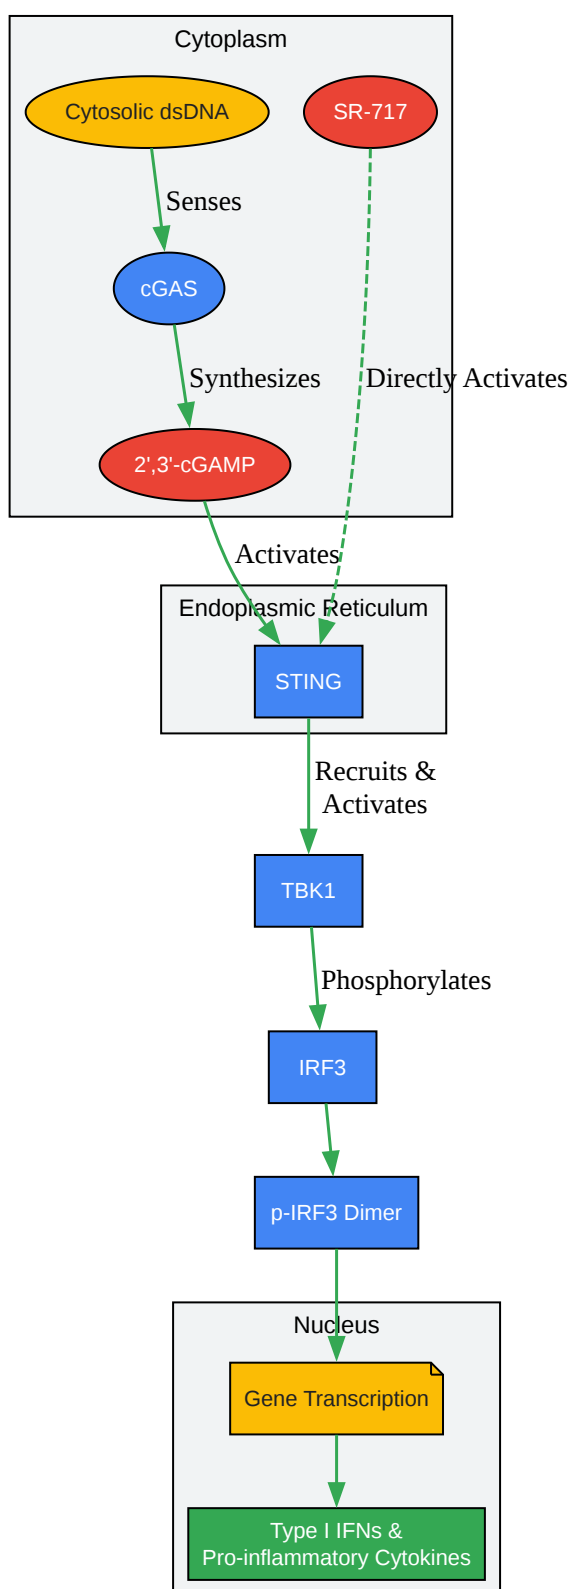 Cytoplasm
Cytosolic dsDNA
SR-717
Senses
cGAS
Synthesizes
Directly Activates
2',3'-cGAMP
Activates
Endoplasmic Reticulum
STING
Recruits &
Activates
TBK1
Phosphorylates
IRF3
p-IRF3 Dimer
Nucleus
Gene Transcription
Type I IFNs &
Pro-inflammatory Cytokines